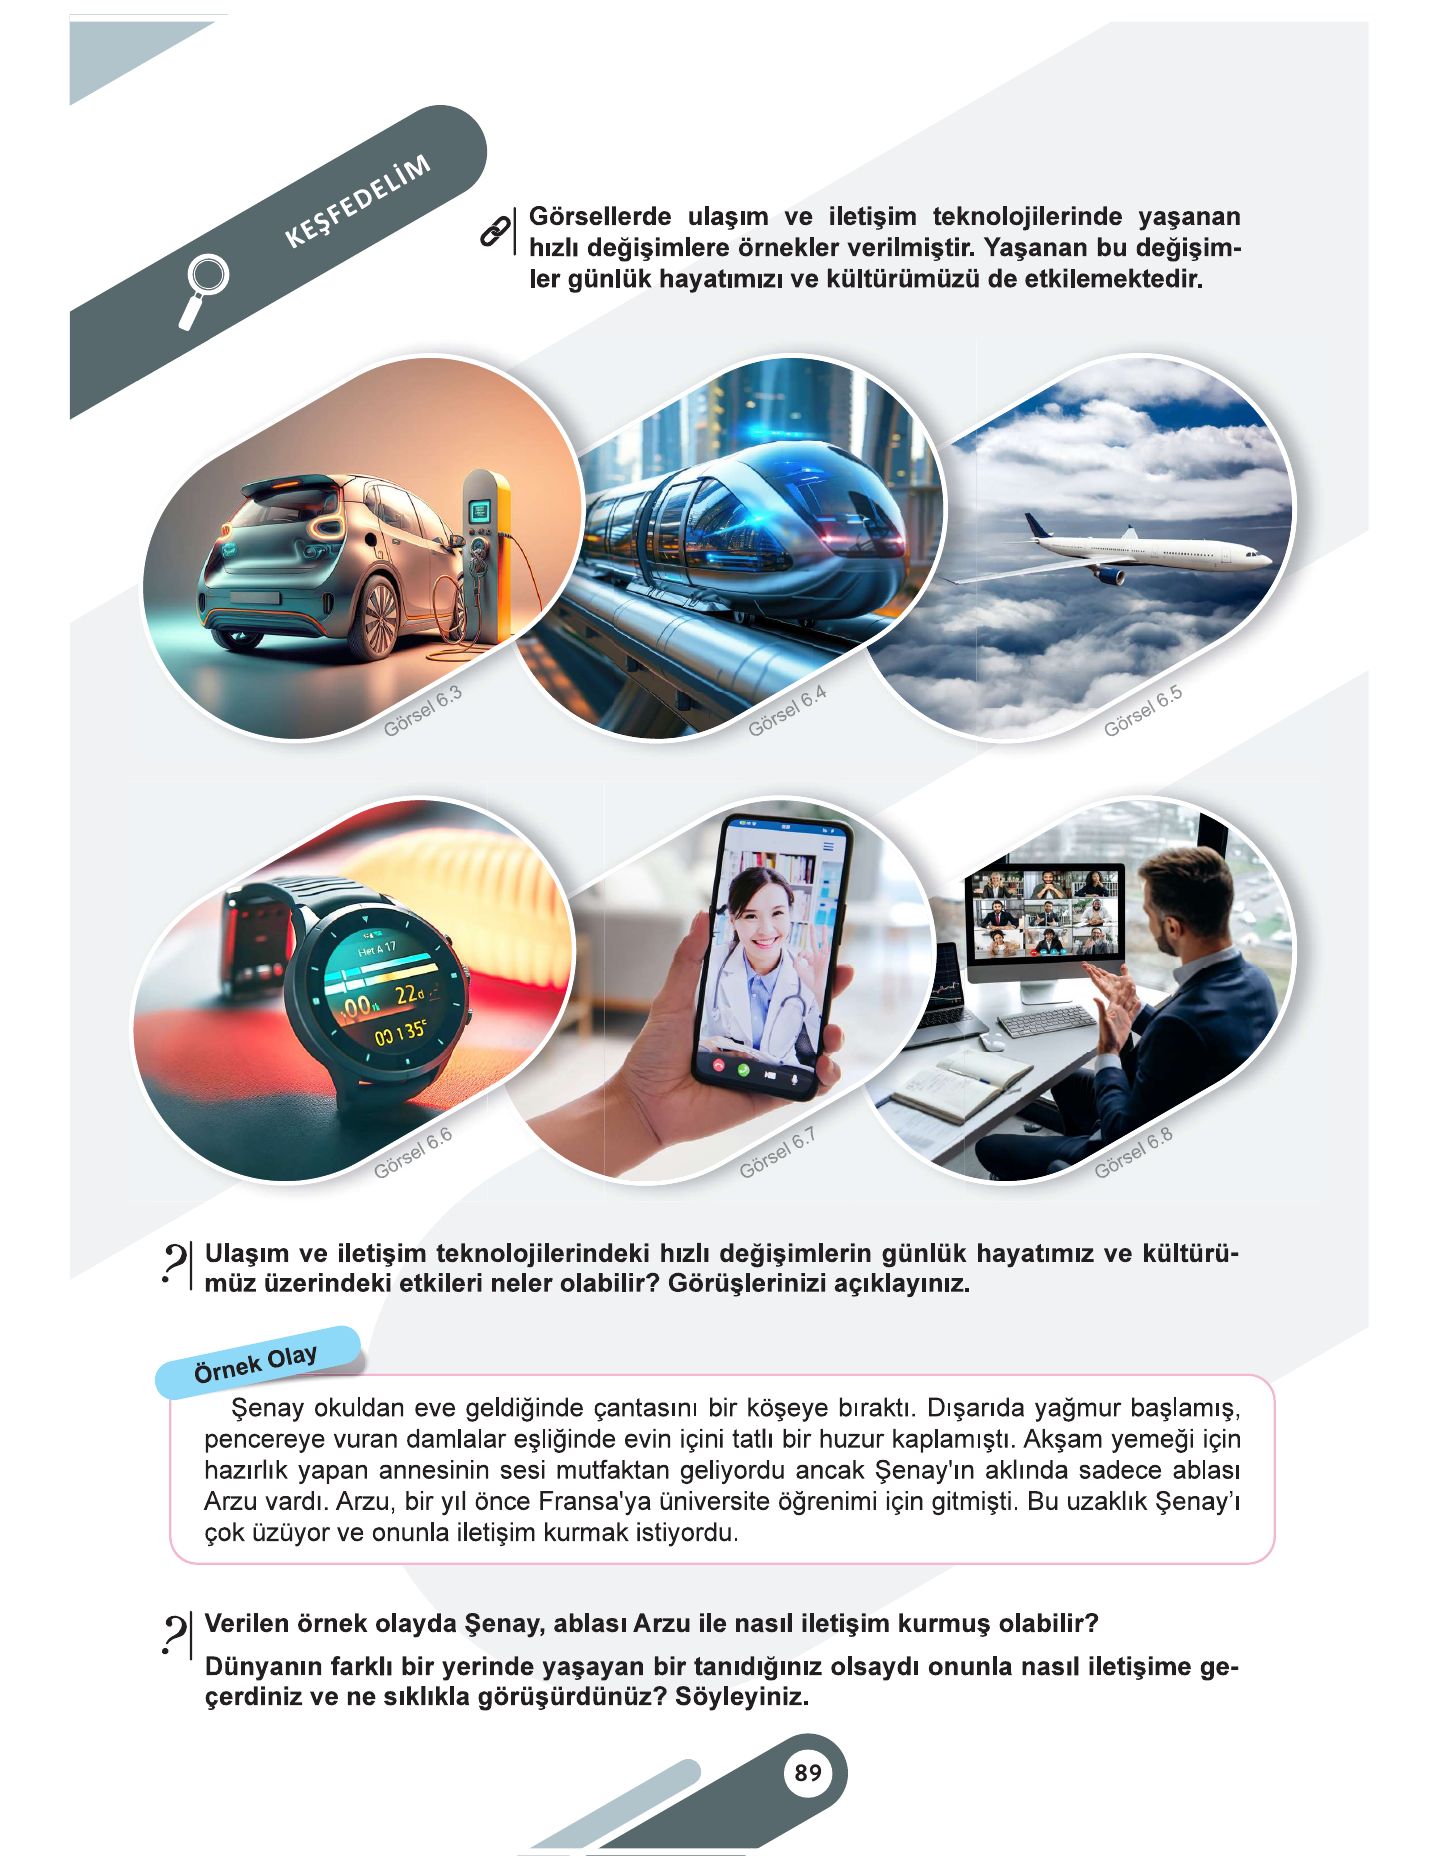 KEŞFEDELİM
Görsellerde ulaşım ve iletişim teknolojilerinde yaşanan
hızlı değişimlere örnekler verilmiştir. Yaşanan bu değişim-
ler günlük hayatımızı ve kültürümüzü de etkilemektedir.
Görsel 6.3
Görsel 6.4
Görsel 6.5
Het A 17
22d
00135
Görsel 6.6
Görsel 6.7
Görsel 6.8
? Ulaşım ve iletişim teknolojilerindeki hızlı değişimlerin günlük hayatımız ve kültürü-
müz üzerindeki etkileri neler olabilir? Görüşlerinizi açıklayınız.
Örnek Olay
Şenay okuldan eve geldiğinde çantasını bir köşeye bıraktı. Dışarıda yağmur başlamış,
pencereye vuran damlalar eşliğinde evin içini tatlı bir huzur kaplamıştı. Akşam yemeği için
hazırlık yapan annesinin sesi mutfaktan geliyordu ancak Şenay'ın aklında sadece ablası
Arzu vardı. Arzu, bir yıl önce Fransa'ya üniversite öğrenimi için gitmişti. Bu uzaklık Şenay’ı
çok üzüyor ve onunla iletişim kurmak istiyordu.
? Verilen örnek olayda Şenay, ablası Arzu ile nasıl iletişim kurmuş olabilir?
Dünyanın farklı bir yerinde yaşayan bir tanıdığınız olsaydı onunla nasıl iletişime ge-
çerdiniz ve ne sıklıkla görüşürdünüz? Söyleyiniz.
89